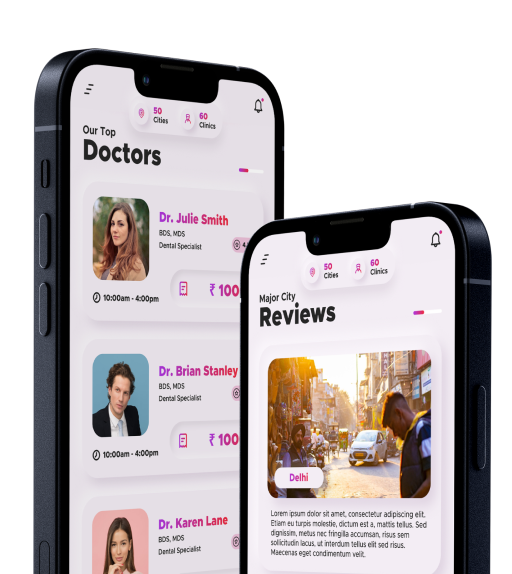 50
Cities
60
Clinics
Our Top
Doctors
Dr. Julie Smith
BDS, MDS
Dental Specialist
10:00am - 4:00pm
₹ 100
Dr. Brian Stanley
BDS, MDS
Dental Specialist
10:00am - 4:00pm
₹ 100
Dr. Karen Lane
BDS, MDS
Dental Specialist
50
Cities
60
Clinics
Major City
Reviews
Delhi
Lorem ipsum dolor sit amet, consectetur adipiscing elit.
Etiam eu turpis molestie, dictum est a, mattis tellus. Sed
dignissim, metus nec fringilla accumsan, risus sem
sollicitudin lacus, ut interdum tellus elit sed risus.
Maecenas eget condimentum velit.